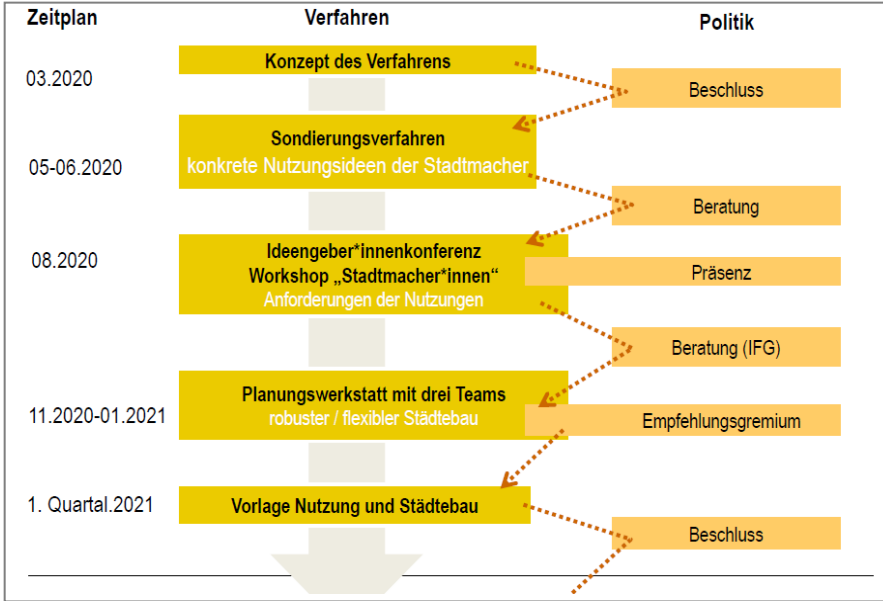 Zeitplan
Verfahren
Politik
Konzept des Verfahrens
03.2020
Beschluss
Sondierungsverfahren
konkrete Nutzungsideen der Stadtmacher
05-06.2020
Beratung
Ideengeber*innenkonferenz
08.2020
Workshop „Stadtmacher*innen“
Präsenz
Anforderungen der Nutzungen
Beratung (IFG)
Planungswerkstatt mit drei Teams
11.2020-01.2021
robuster / flexibler Städtebau
Empfehlungsgremium
1. Quartal.2021
Vorlage Nutzung und Städtebau
Beschluss